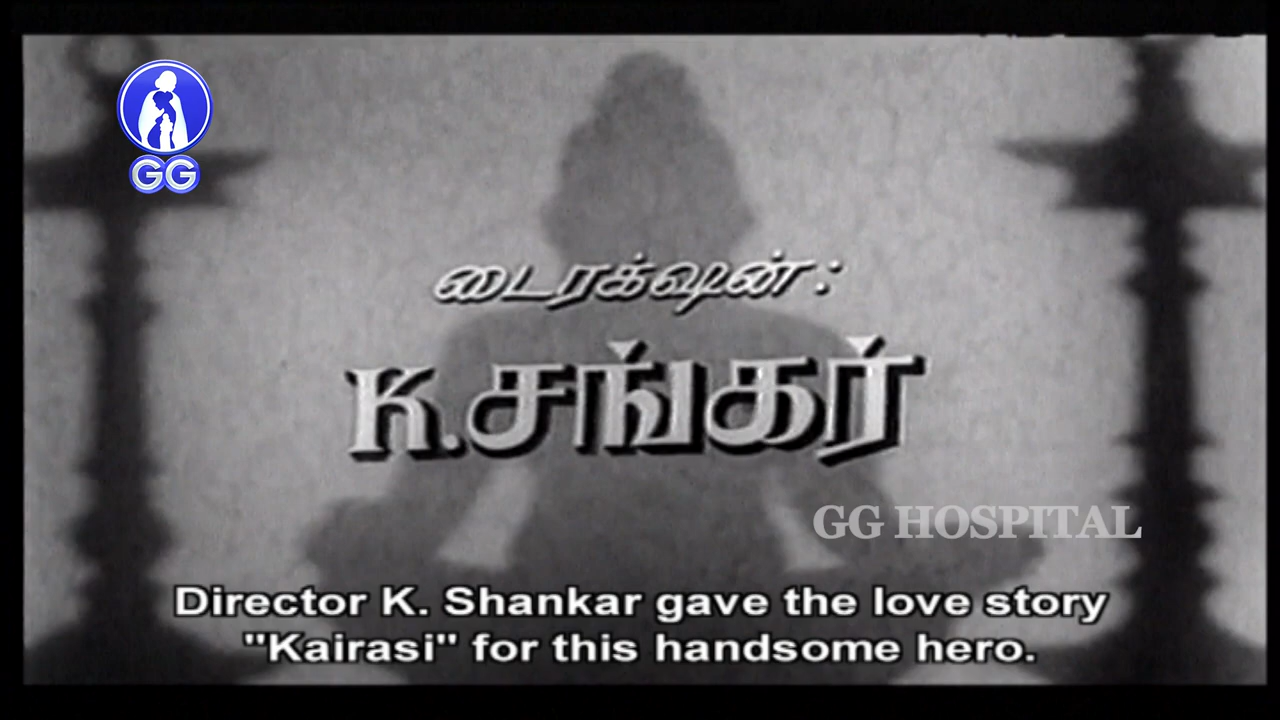 GG
டைரக்‌ஷன் :
K.சங்கர்
GG HOSPITAL
Director K. Shankar gave the love story
"Kairasi" for this handsome hero.